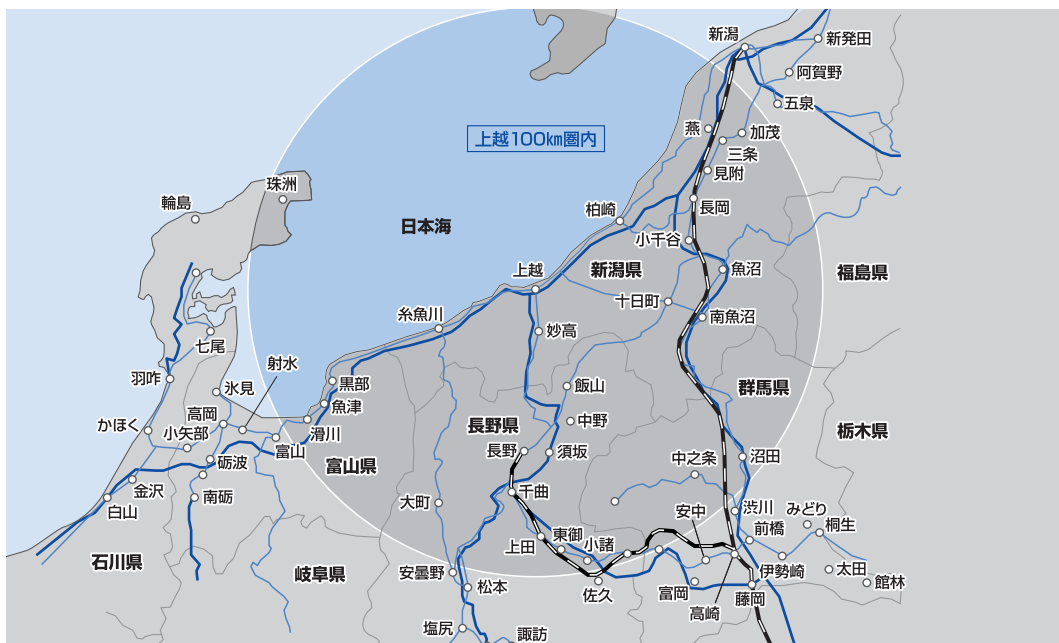 新潟
新発田
阿賀野
五泉
燕
加茂
上越100km圏内
三条
見附
珠洲
輪島
長岡
柏崎
日本海
小千谷
新潟県
魚沼
福島県
上越
十日町
南魚沼
糸魚川
妙高
七尾
射水
羽咋
氷見
黒部
飯山
群馬県
魚津
高岡
かほく
小矢部
滑川
中野
長野県
栃木県
富山
長野
須坂
沼田
砺波
富山県
中之条
金沢
千曲
南砺
大町
白山
渋川
みどり
安中
前橋
桐生
東御
上田
小諸
石川県
岐阜県
安曇野
伊勢崎
太田
松本
佐久
富岡
館林
藤岡
高崎
塩尻
諏訪